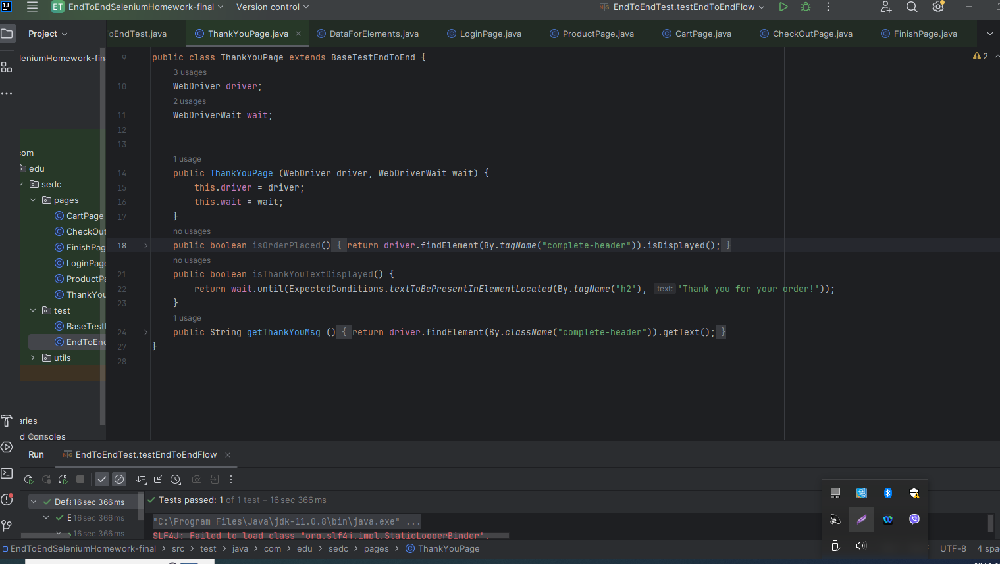 ET EndToEndSeleniumHomework-final Version control EndToEndTest.testEndToEndFlow
Project oEndTest.java ThankYouPage.java DataForElements.java LoginPage.java ProductPage.java CartPage.java CheckOutPage.java FinishPage.java
eleniumHomework-fin
com
edu
sedc
pages
CartPage
CheckOut
FinishPag
LoginPage
ProductPa
ThankYou
test
BaseTest
EndToEnd
utils
aries
d Consoles
2
9 public class ThankYouPage extends BaseTestEndToEnd {
3 usages
10 WebDriver driver;
2 usages
11 WebDriverWait wait;
12
13
1 usage
14 public ThankYouPage (WebDriver driver, WebDriverWait wait) {
15 this.driver = driver;
16 this.wait = wait;
17 }
no usages
18 public boolean isOrderPlaced() { return driver.findElement(By.tagName("complete-header")).isDisplayed(); }
no usages
21 public boolean isThankYouTextDisplayed() {
22 return wait.until(ExpectedConditions.textToBePresentInElementLocated(By.tagName("h2"), text: "Thank you for your order!"));
23 }
1 usage
24 public String getThankYouMsg () { return driver.findElement(By.className("complete-header")).getText(); }
27 }
28
Run EndToEndTest.testEndToEndFlow
Defa 16 sec 366 ms
E 16 sec 366 ms
16 sec 366 ms
Tests passed: 1 of 1 test – 16 sec 366 ms
"C:\Program Files\Java\jdk-11.0.8\bin\java.exe" ...
SLF4J: Failed to load class "org.slf4j.impl.StaticLoggerBinder".
EndToEndSeleniumHomework-final > src > test > java > com > edu > sedc > pages > ThankYouPage UTF-8 4 spa